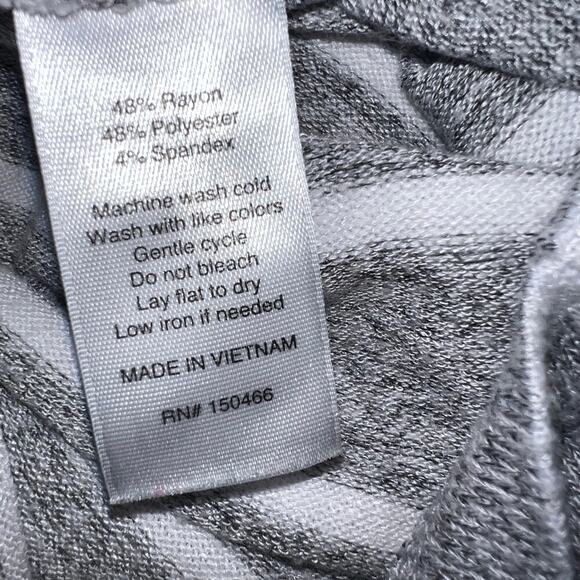 48% Rayon
48% Polyester
4% Spandex
Machine wash cold
Wash with like colors
Gentle cycle
Do not bleach
Lay flat to dry
Low iron if needed
MADE IN VIETNAM
RN# 150466